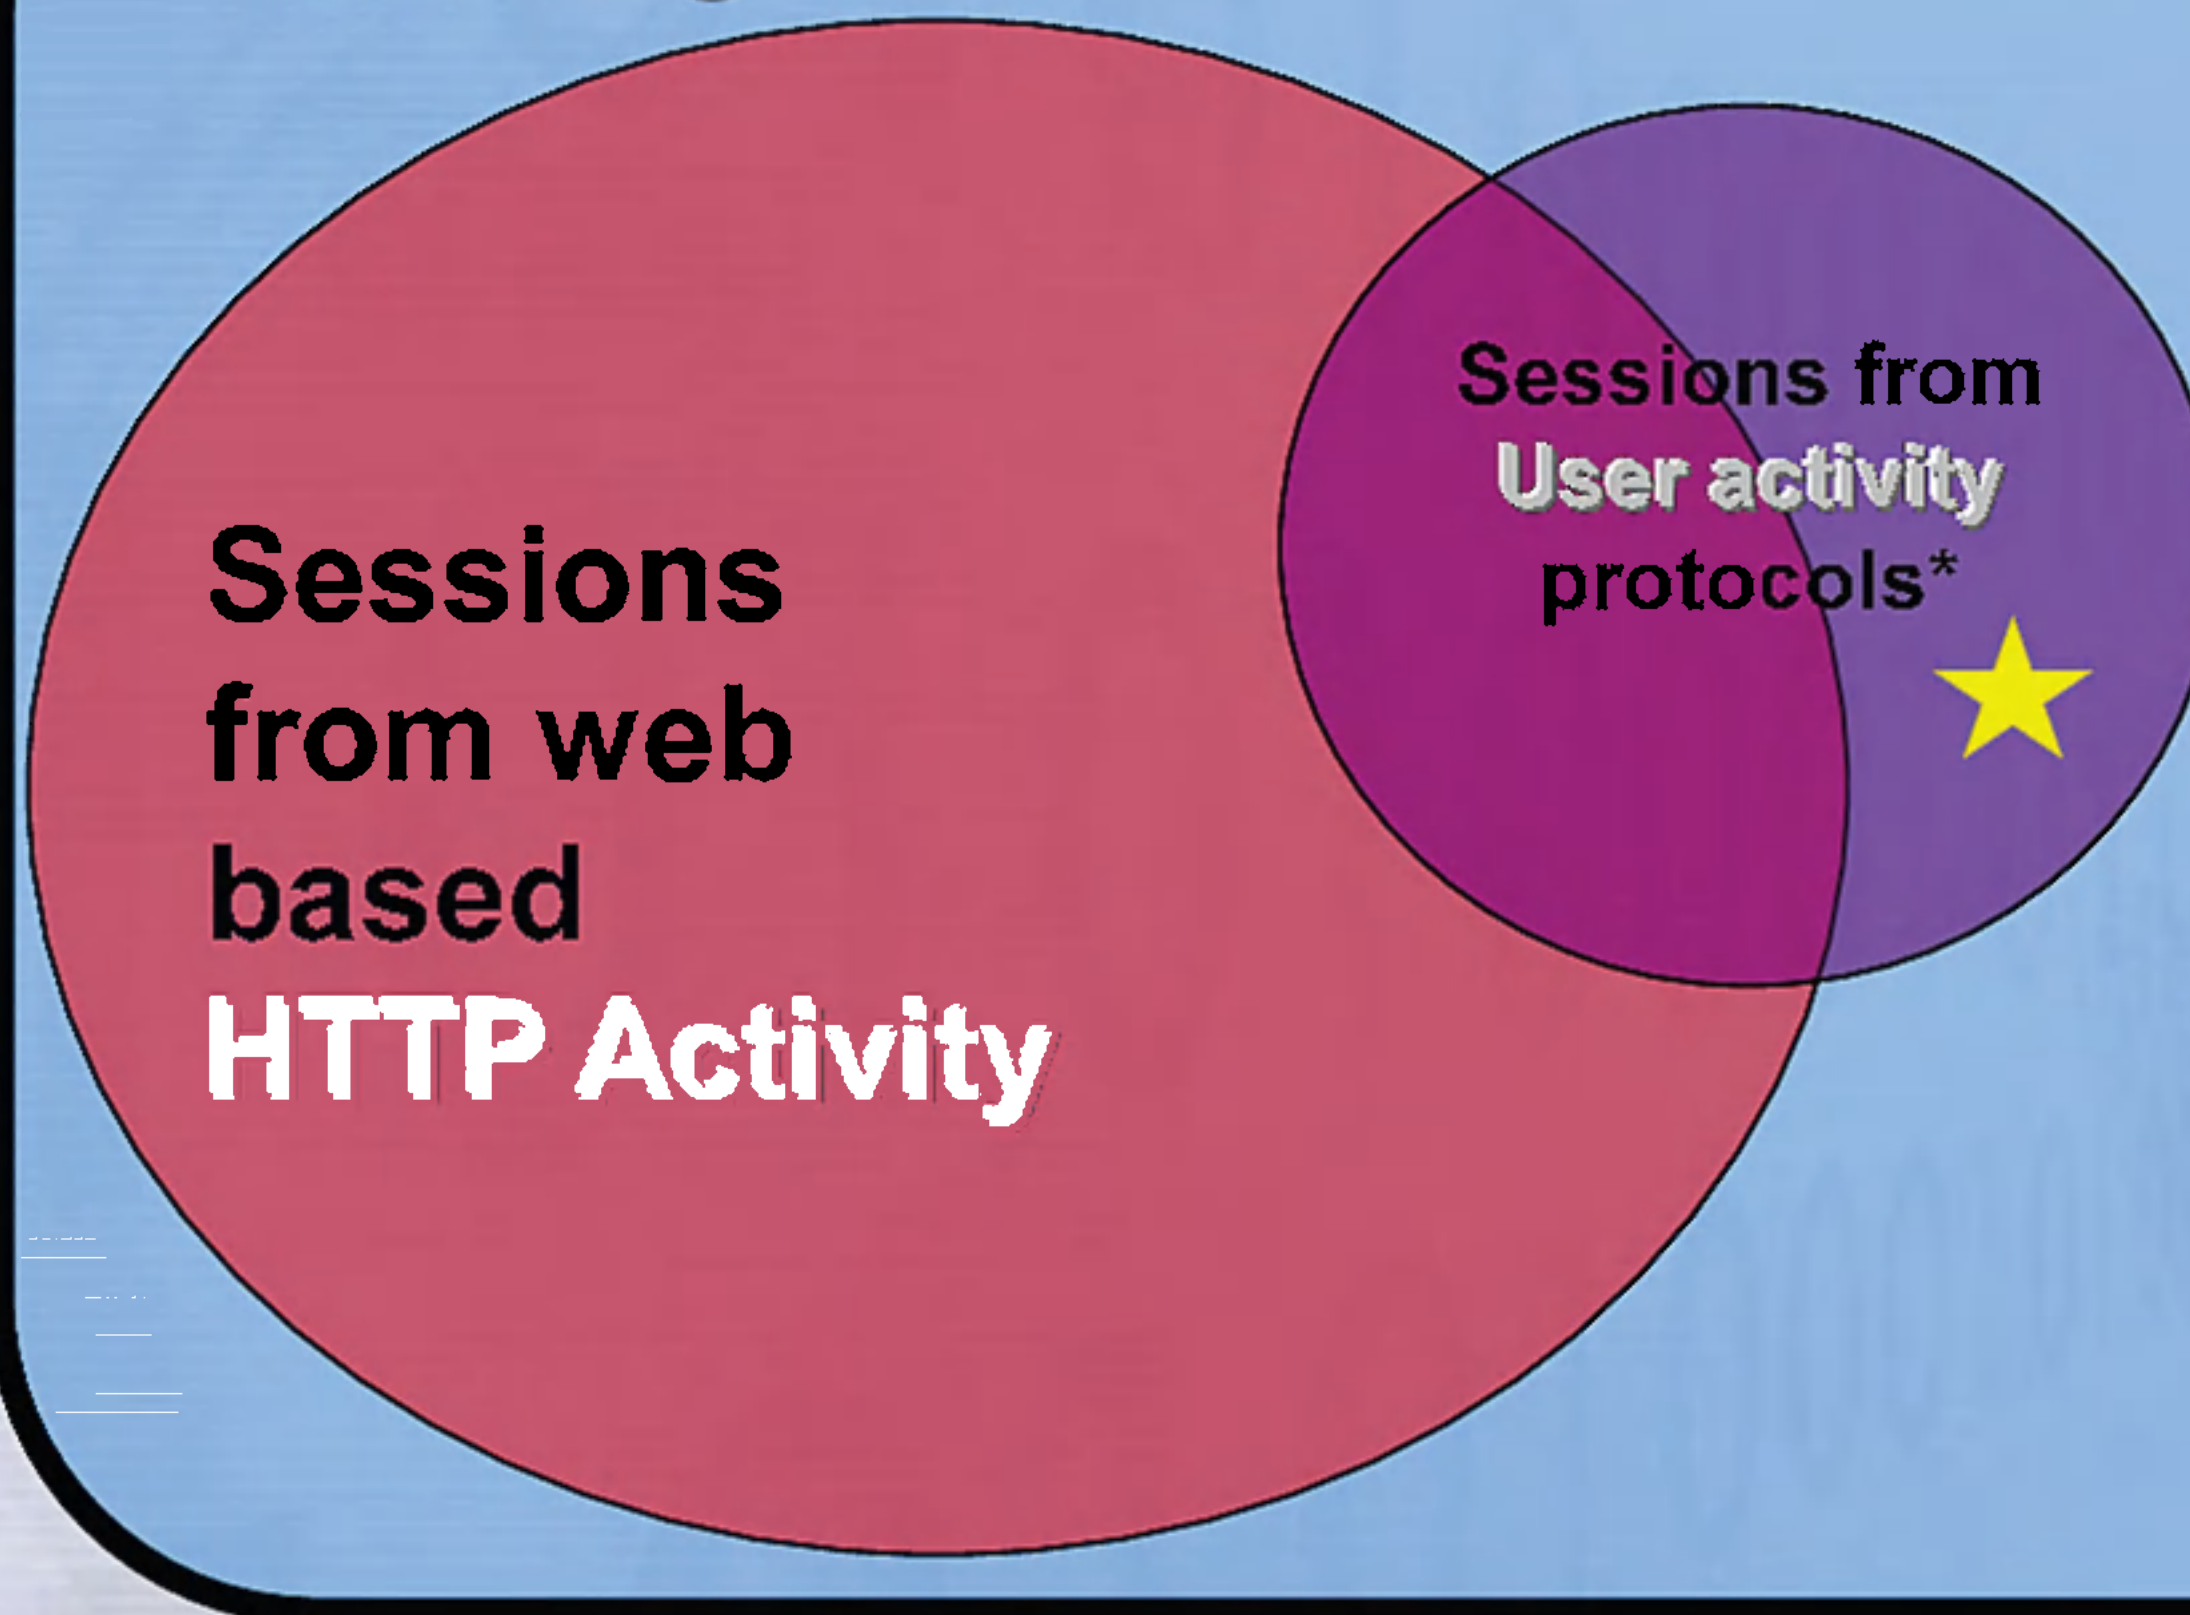 Sessions from
User activity
protocols*
Sessions
from web
based
HTTP Activity